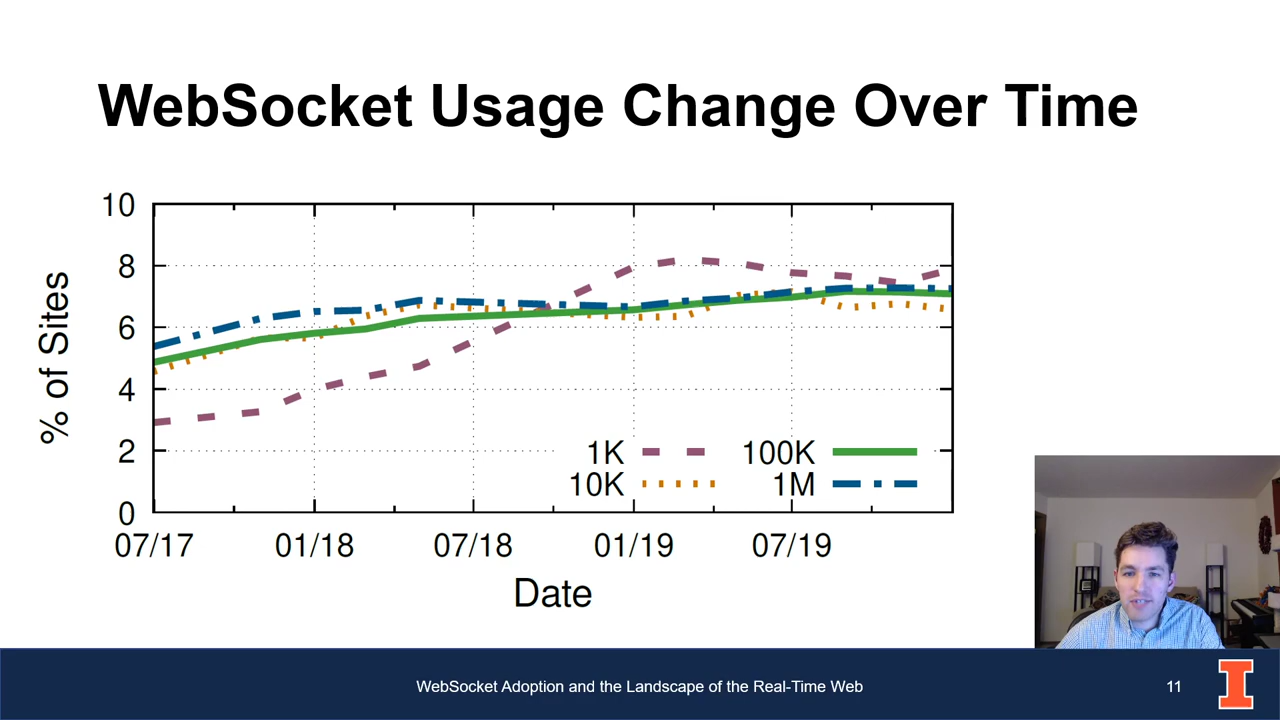 WebSocket Usage Change Over Time
10
8
6
4
2
0
% of Sites
1K
100K
10K
1M
07/17
01/18
07/18
01/19
07/19
Date
WebSocket Adoption and the Landscape of the Real-Time Web
11